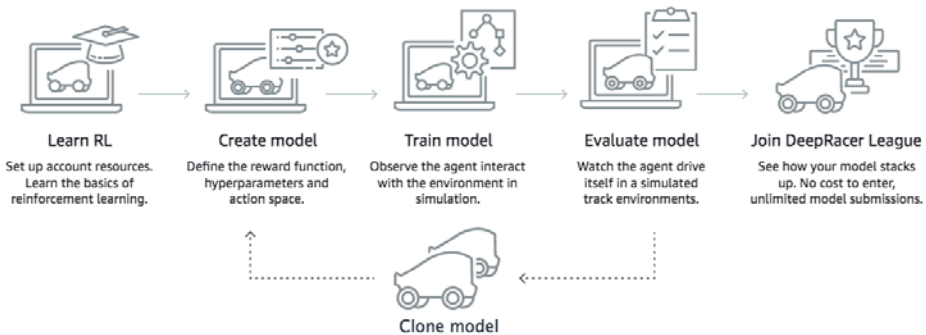 Learn RL
Set up account resources.
Learn the basics of
reinforcement learning.
Create model
Define the reward function,
hyperparameters and
action space.
Train model
Observe the agent interact
with the environment in
simulation.
Evaluate model
Watch the agent drive
itself in a simulated
track environments.
Join DeepRacer League
See how your model stacks
up. No cost to enter,
unlimited model submissions.
Clone model